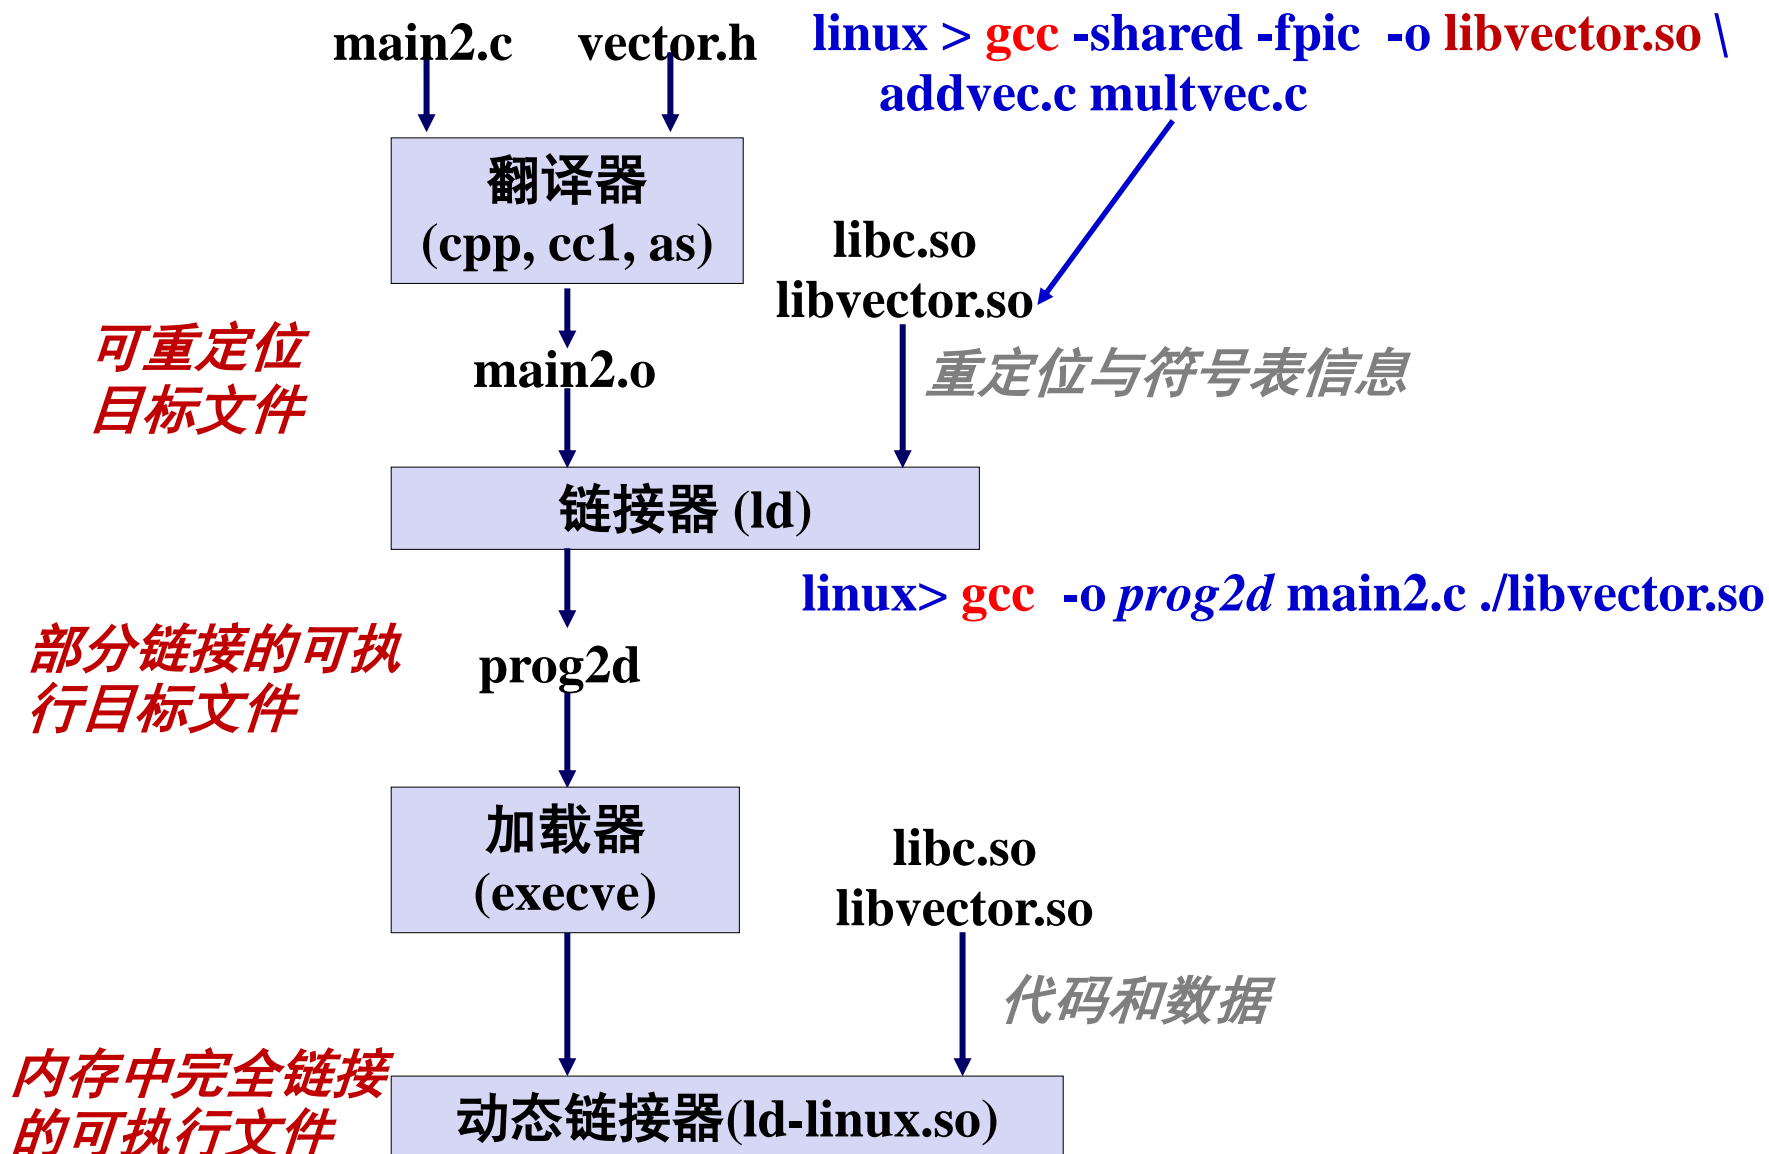 main2.c vector.h
linux > gcc -shared -fpic -o libvector.so \
addvec.c multvec.c
翻译器
(cpp, cc1, as)
libc.so
libvector.so
可重定位
目标文件
main2.o
重定位与符号表信息
链接器 (ld)
linux> gcc -o prog2d main2.c ./libvector.so
部分链接的可执
行目标文件
prog2d
加载器
(execve)
libc.so
libvector.so
代码和数据
内存中完全链接
的可执行文件
动态链接器(ld-linux.so)